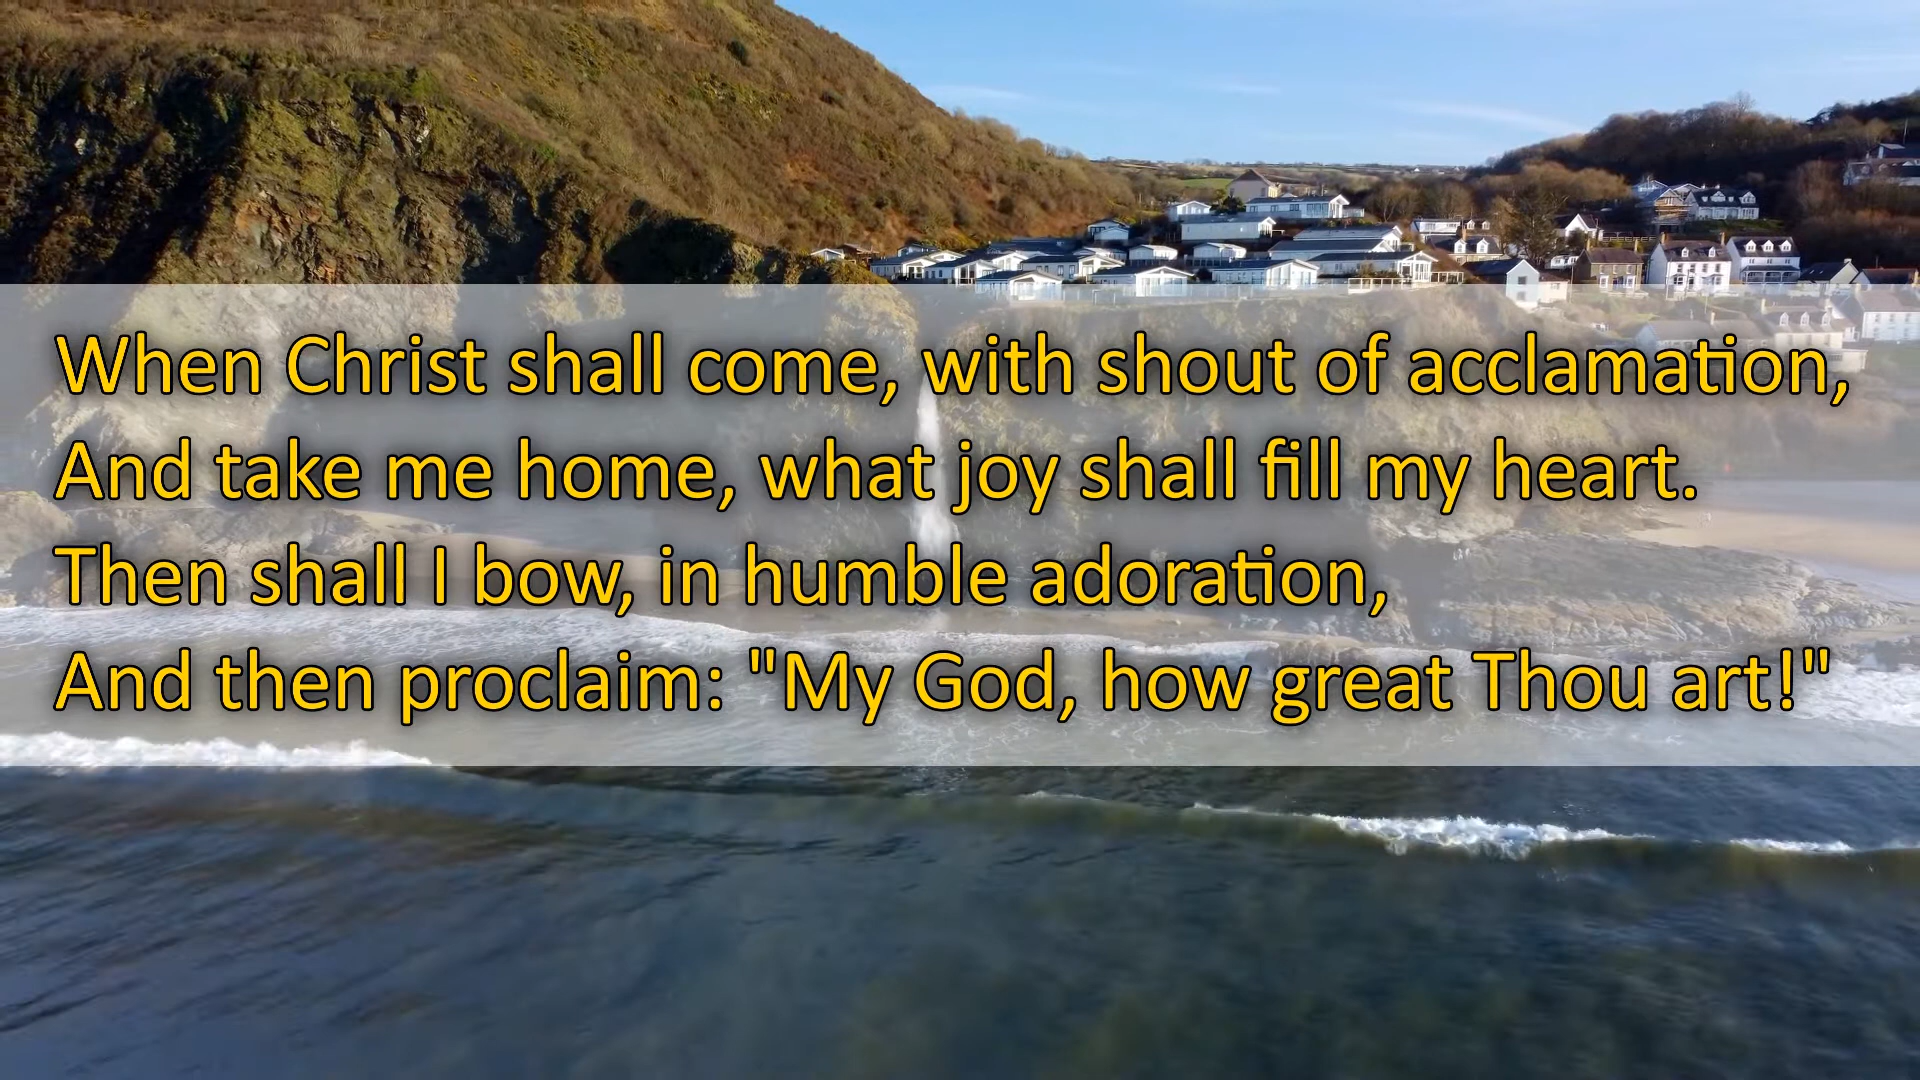 When Christ shall come, with shout of acclamation,
And take me home, what joy shall fill my heart.
Then shall I bow, in humble adoration,
And then proclaim: "My God, how great Thou art!"